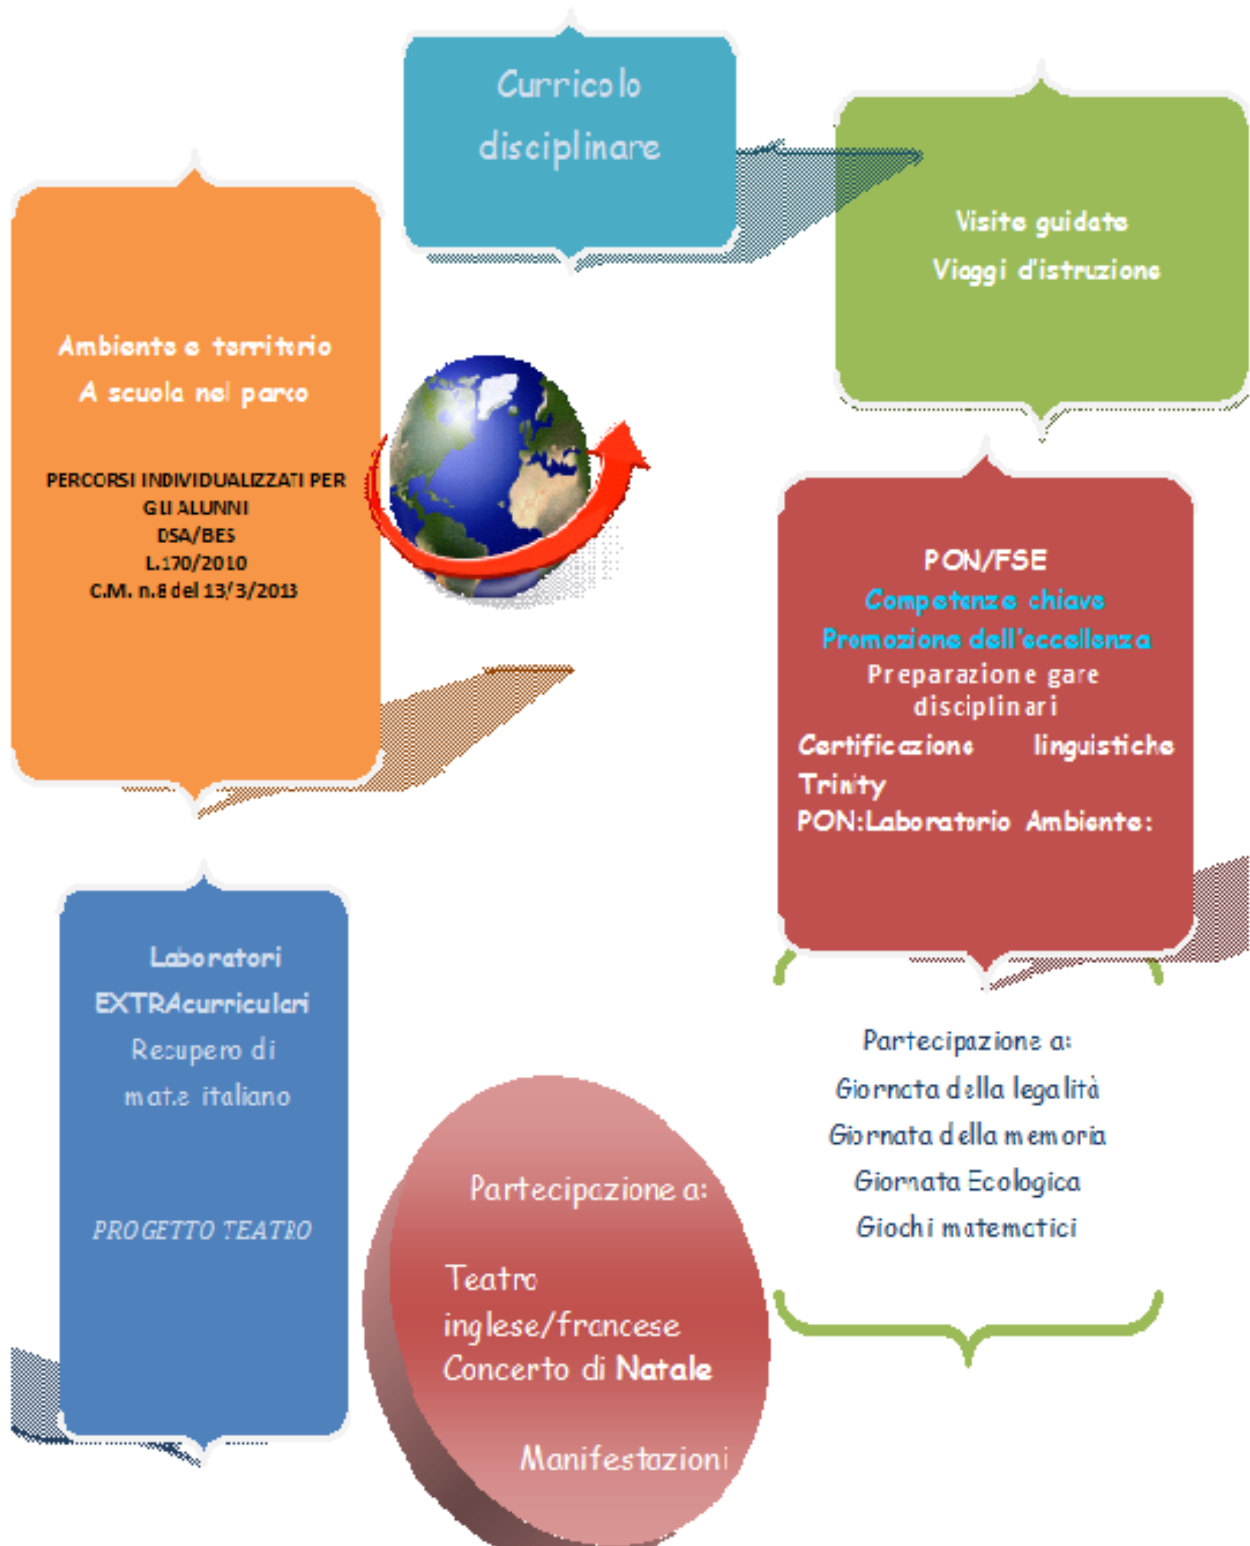 Curricolo
disciplinare
Visite guidate
Viaggi d'istruzione
Ambiente e territorio
A scuola nel parco
PERCORSI INDIVIDUALIZZATI PER
GLI ALUNNI
DSA/BES
L.170/2010
C.M. n.8 del 13/3/2013
PON/FSE
Competenze chiave
Promozione dell'eccellenza
Preparazione gare
disciplinari
Certificazione linguistiche
Trinity
PON:Laboratorio Ambiente:
Laboratori
EXTRAcurriculari
Recupero di
mat.e italiano
PROGETTO TEATRO
Partecipazione a:
Giornata della legalità
Giornata della memoria
Giornata Ecologica
Giochi matematici
Partecipazione a:
Teatro
inglese/francese
Concerto di Natale
Manifestazioni